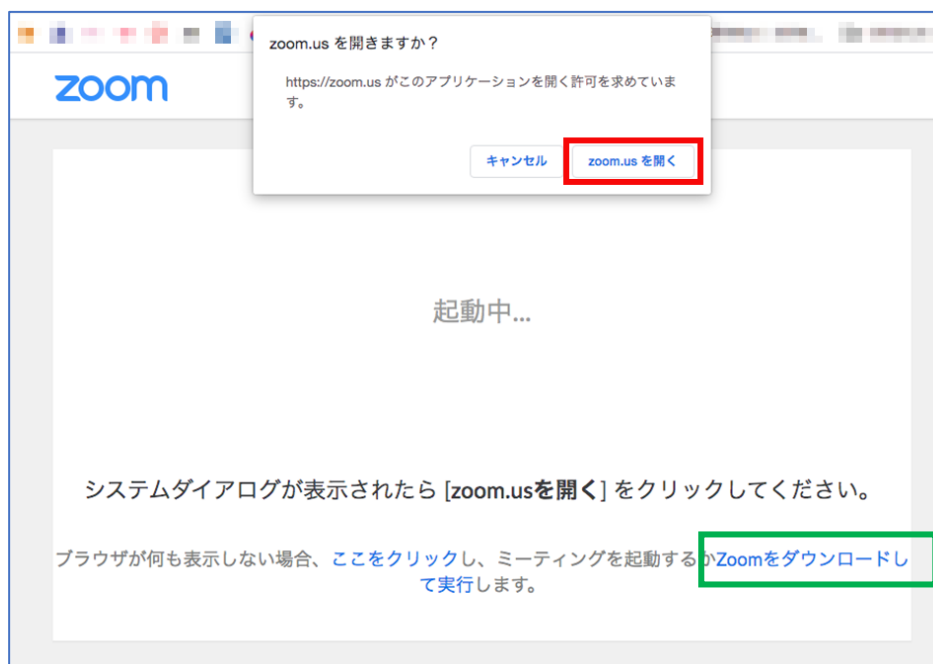 zoom.us を開きますか？
https://zoom.us がこのアプリケーションを開く許可を求めていま
す。
キャンセル
zoom.us を開く
zoom
起動中...
システムダイアログが表示されたら [zoom.usを開く] をクリックしてください。
ブラウザが何も表示しない場合、ここをクリックし、ミーティングを起動するかZoomをダウンロードし
て実行します。